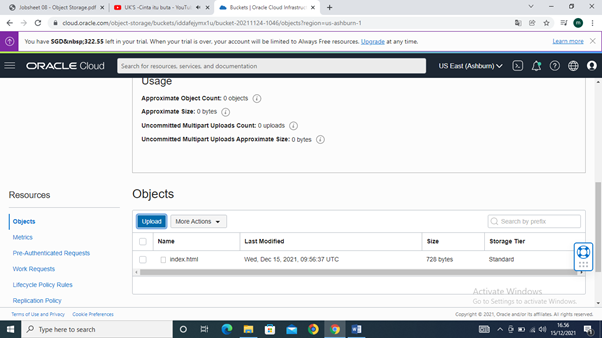 Jobsheet 08 - Object Storage.pdf
UK'S -Cinta itu buta - YouTu
Buckets | Oracle Cloud Infrastruc
cloud.oracle.com/object-storage/buckets/iddafejymx1u/bucket-20211124-1046/objects?region=us-ashburn-1
You have SGD&nbsp;322.55 left in your trial. When your trial is over, your account will be limited to Always Free resources. Upgrade at any time.
Learn more
ORACLE Cloud
Search for resources, services, and documentation
US East (Ashburn)
Usage
Approximate Object Count: 0 objects
Approximate Size: 0 bytes
Uncommitted Multipart Uploads Count: 0 uploads
Uncommitted Multipart Uploads Approximate Size: 0 bytes
Resources
Objects
Metrics
Pre-Authenticated Requests
Work Requests
Lifecycle Policy Rules
Replication Policy
Objects
Upload
More Actions
Search by prefix
Name
Last Modified
Size
Storage Tier
index.html
Wed, Dec 15, 2021, 09:56:37 UTC
728 bytes
Standard
Activate Windows
Go to Settings to activate Windows.
Terms of Use and Privacy
Cookie Preferences
Copyright © 2021, Oracle and/or its affiliates. All rights reserved.
Type here to search
16.56
15/12/2021